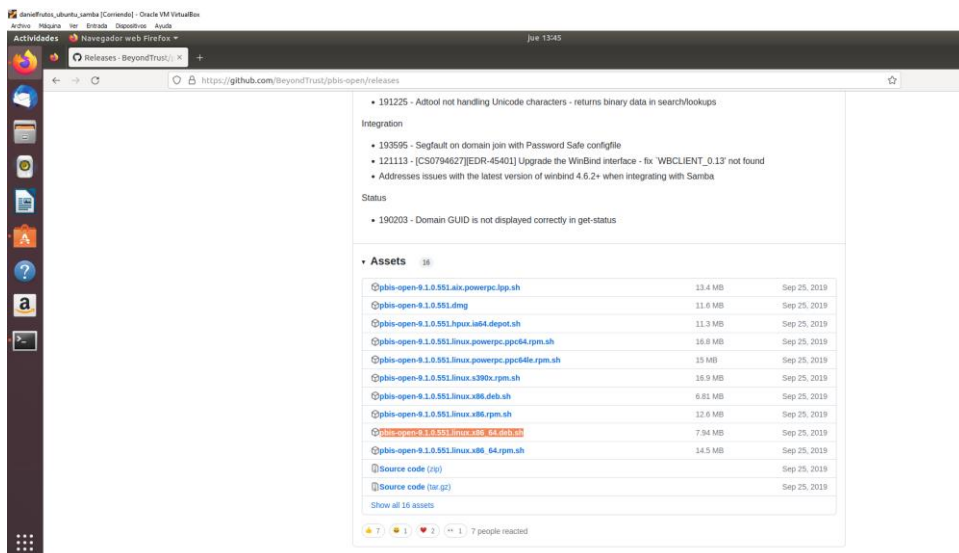 danielfrutos_ubuntu_samba [Corriendo] - Oracle VM VirtualBox
Archivo Máquina Ver Entrada Dispositivos Ayuda
Actividades Navegador web Firefox jue 13:45
Releases · BeyondTrust/
https://github.com/BeyondTrust/pbis-open/releases
• 191225 - Adtool not handling Unicode characters - returns binary data in search/lookups
Integration
• 193595 - Segfault on domain join with Password Safe configfile
• 121113 - [CS0794627][EDR-45401] Upgrade the WinBind interface - fix `WBCLIENT_0.13' not found
• Addresses issues with the latest version of winbind 4.6.2+ when integrating with Samba
Status
• 190203 - Domain GUID is not displayed correctly in get-status
Assets 16
pbis-open-9.1.0.551.aix.powerpc.lpp.sh 13.4 MB Sep 25, 2019
pbis-open-9.1.0.551.dmg 11.6 MB Sep 25, 2019
pbis-open-9.1.0.551.hpux.ia64.depot.sh 11.3 MB Sep 25, 2019
pbis-open-9.1.0.551.linux.powerpc.ppc64.rpm.sh 16.8 MB Sep 25, 2019
pbis-open-9.1.0.551.linux.powerpc.ppc64le.rpm.sh 15 MB Sep 25, 2019
pbis-open-9.1.0.551.linux.s390x.rpm.sh 16.9 MB Sep 25, 2019
pbis-open-9.1.0.551.linux.x86.deb.sh 6.81 MB Sep 25, 2019
pbis-open-9.1.0.551.linux.x86.rpm.sh 12.6 MB Sep 25, 2019
pbis-open-9.1.0.551.linux.x86_64.deb.sh 7.94 MB Sep 25, 2019
pbis-open-9.1.0.551.linux.x86_64.rpm.sh 14.5 MB Sep 25, 2019
Source code (zip) Sep 25, 2019
Source code (tar.gz) Sep 25, 2019
Show all 16 assets
7 1 2 1 7 people reacted